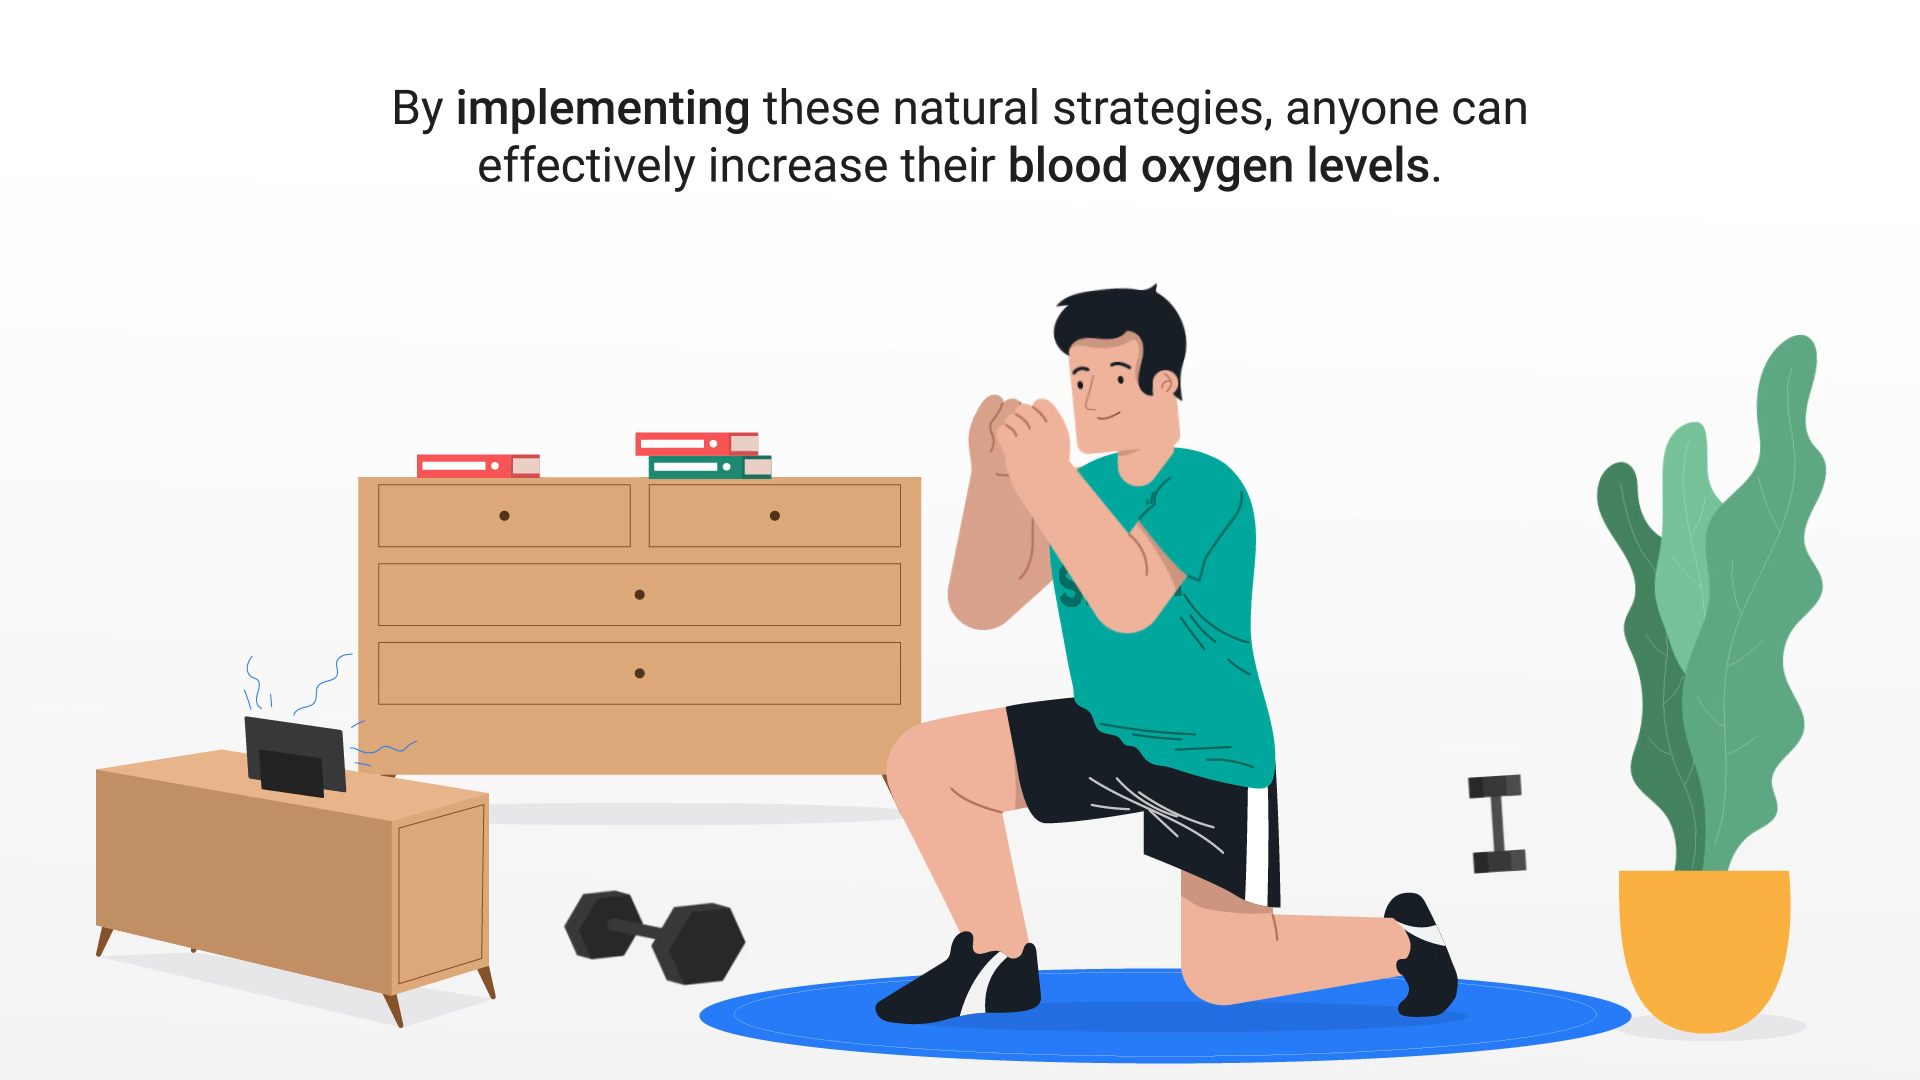 By implementing these natural strategies, anyone can
effectively increase their blood oxygen levels.